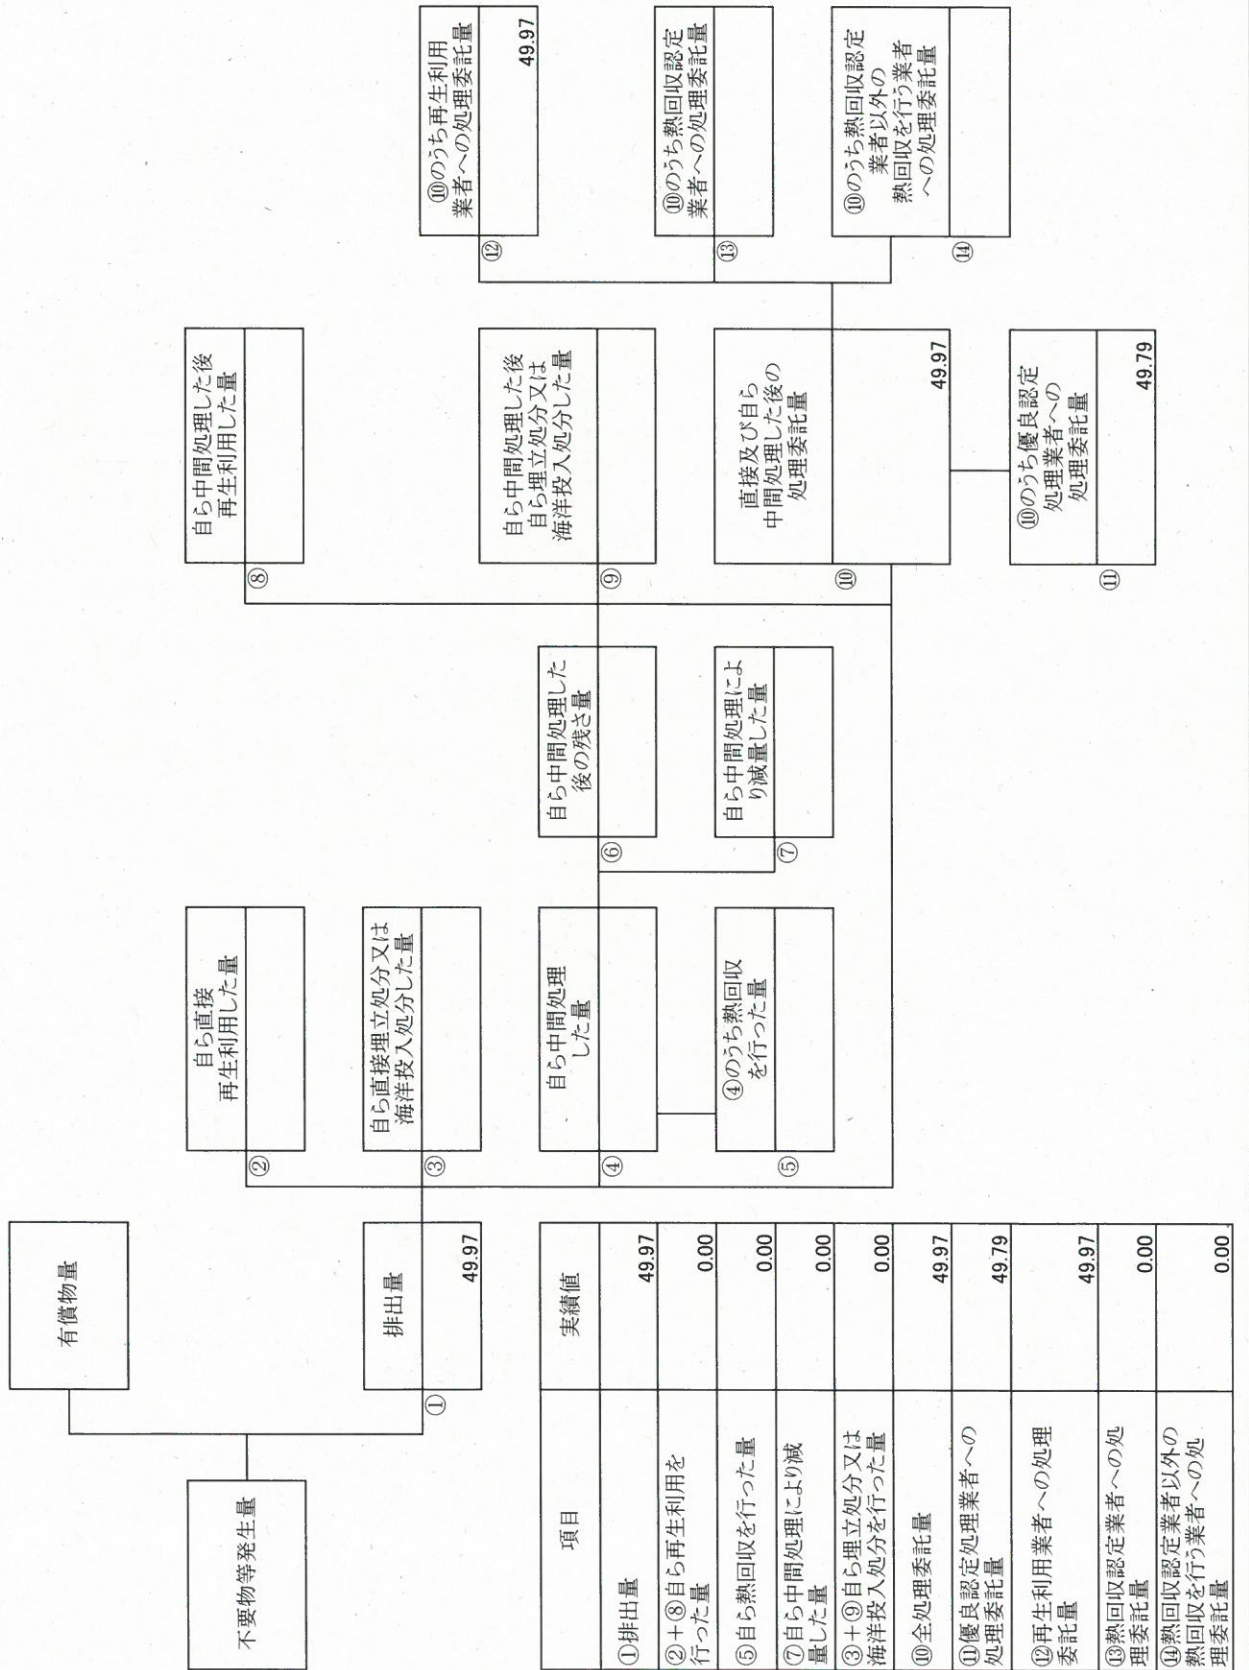 不要物等発生量
有償物量
排出量
①
49.97
自ら直接
再生利用した量
②
自ら直接埋立処分又は
海洋投入処分した量
③
自ら中間処理
した量
④
④のうち熱回収
を行った量
⑤
自ら中間処理した
後の残さ量
⑥
自ら中間処理によ
り減量した量
⑦
自ら中間処理した後
再生利用した量
⑧
自ら中間処理した後
自ら埋立処分又は
海洋投入処分した量
⑨
直接及び自ら
中間処理した後の
処理委託量
⑩
49.97
⑩のうち優良認定
処理業者への
処理委託量
⑪
49.79
⑩のうち再生利用
業者への処理委託量
⑫
49.97
⑩のうち熱回収認定
業者への処理委託量
⑬
⑩のうち熱回収認定
業者以外の
熱回収を行う業者
への処理委託量
⑭
項目
実績値
①排出量
49.97
②+⑧自ら再生利用を
行った量
0.00
⑤自ら熱回収を行った量
0.00
⑦自ら中間処理により減
量した量
0.00
③+⑨自ら埋立処分又は
海洋投入処分を行った量
0.00
⑩全処理委託量
49.97
⑪優良認定処理業者への
処理委託量
49.79
⑫再生利用業者への処理
委託量
49.97
⑬熱回収認定業者への処
理委託量
0.00
⑭熱回収認定業者以外の
熱回収を行う業者への処
理委託量
0.00